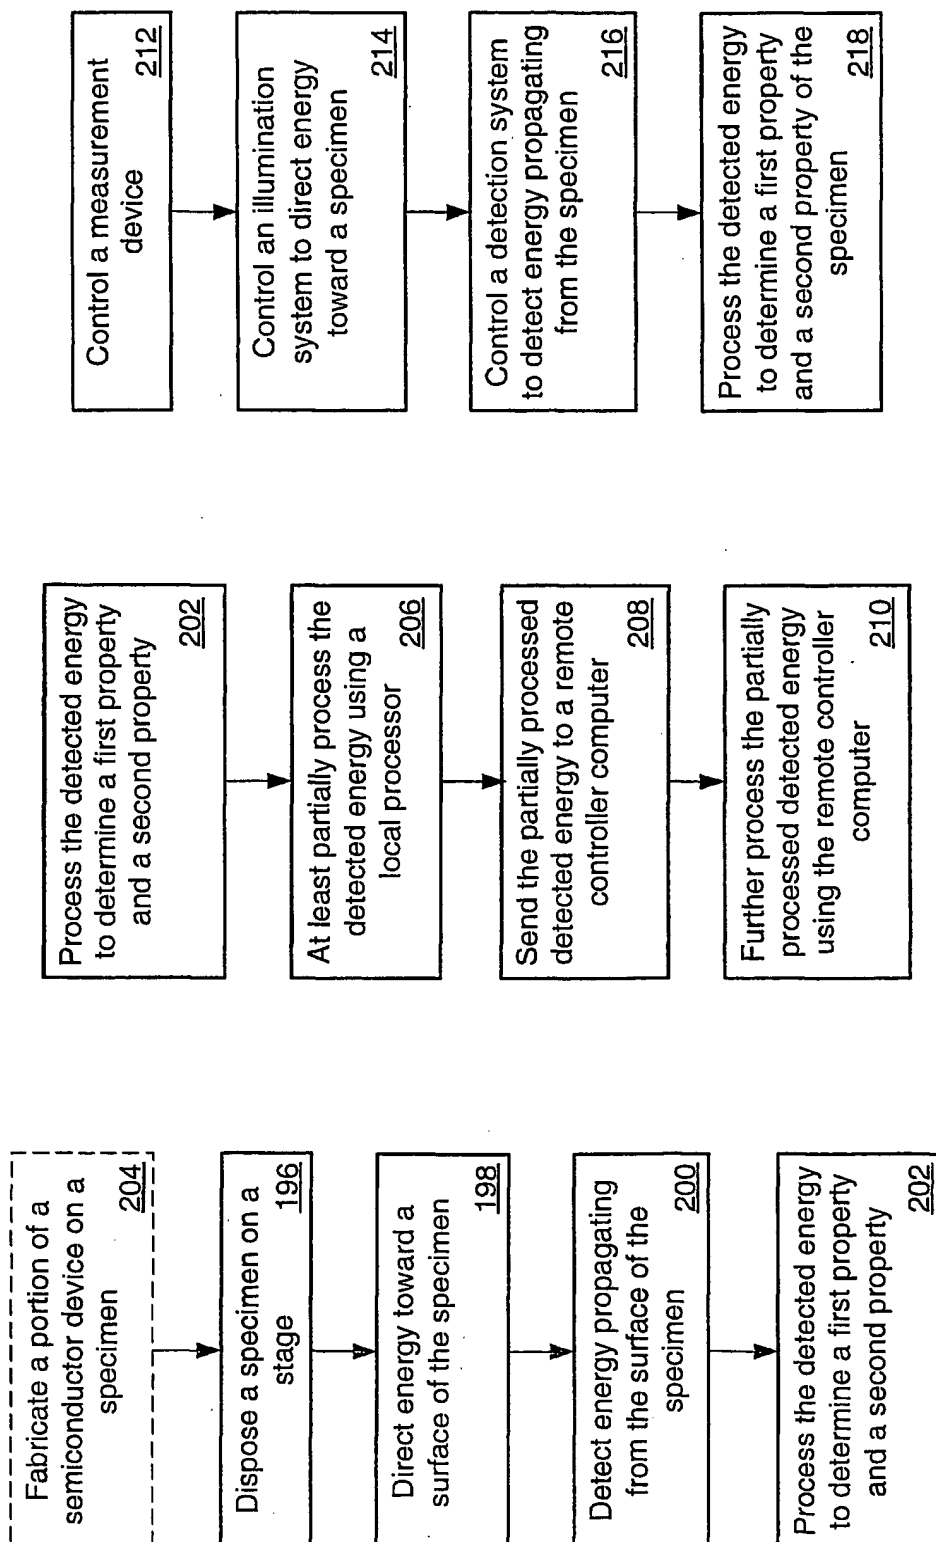 Fabricate a portion of a
semiconductor device on a
specimen
204
Dispose a specimen on a
stage
196
Direct energy toward a
surface of the specimen
198
Detect energy propagating
from the surface of the
specimen
200
Process the detected energy
to determine a first property
and a second property
202
Process the detected energy
to determine a first property
and a second property
202
At least partially process the
detected energy using a
local processor
206
Send the partially processed
detected energy to a remote
controller computer
208
Further process the partially
processed detected energy
using the remote controller
computer
210
Control a measurement
device
212
Control an illumination
system to direct energy
toward a specimen
214
Control a detection system
to detect energy propagating
from the specimen
216
Process the detected energy
to determine a first property
and a second property of the
specimen
218